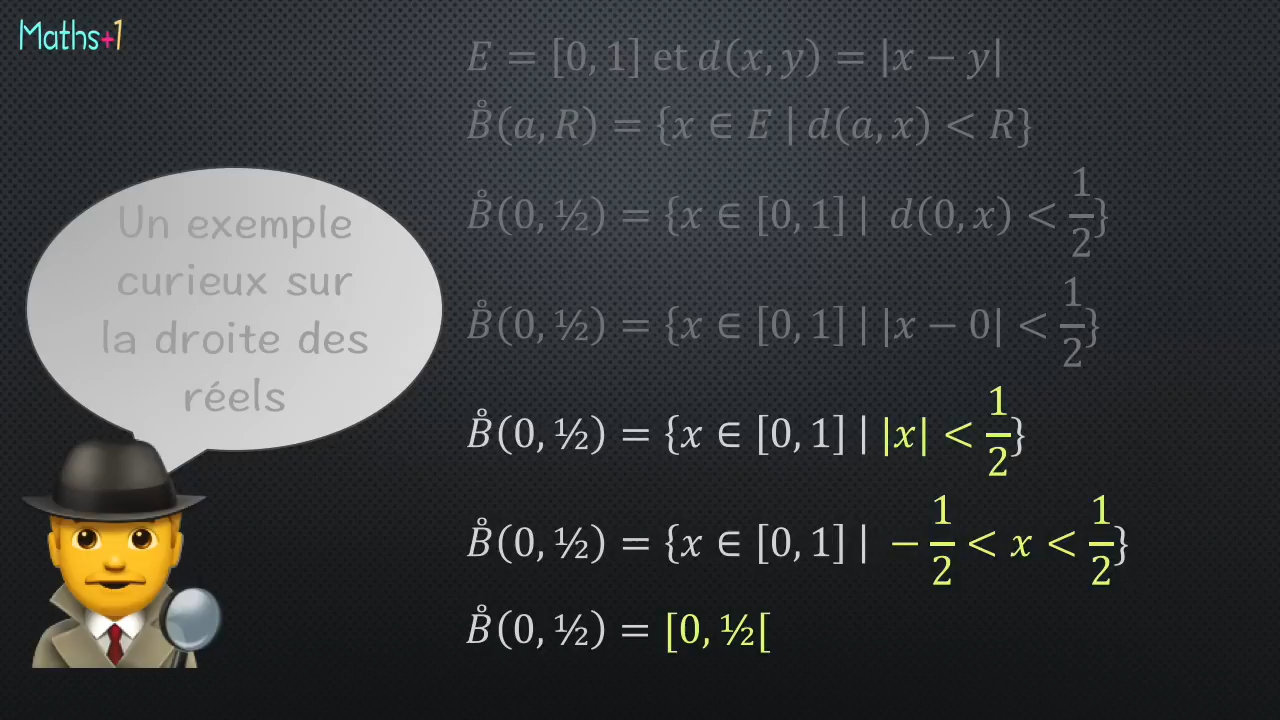 Maths+1
E = [0, 1] et d(x, y) = |x − y|
B̊(a, R) = {x ∈ E | d(a, x) < R}
B̊(0, ½) = {x ∈ [0, 1] | d(0, x) < 1/2}
B̊(0, ½) = {x ∈ [0, 1] | |x − 0| < 1/2}
B̊(0, ½) = {x ∈ [0, 1] | |x| < 1/2}
B̊(0, ½) = {x ∈ [0, 1] | − 1/2 < x < 1/2}
B̊(0, ½) = [0, ½[
Un exemple
curieux sur
la droite des
réels